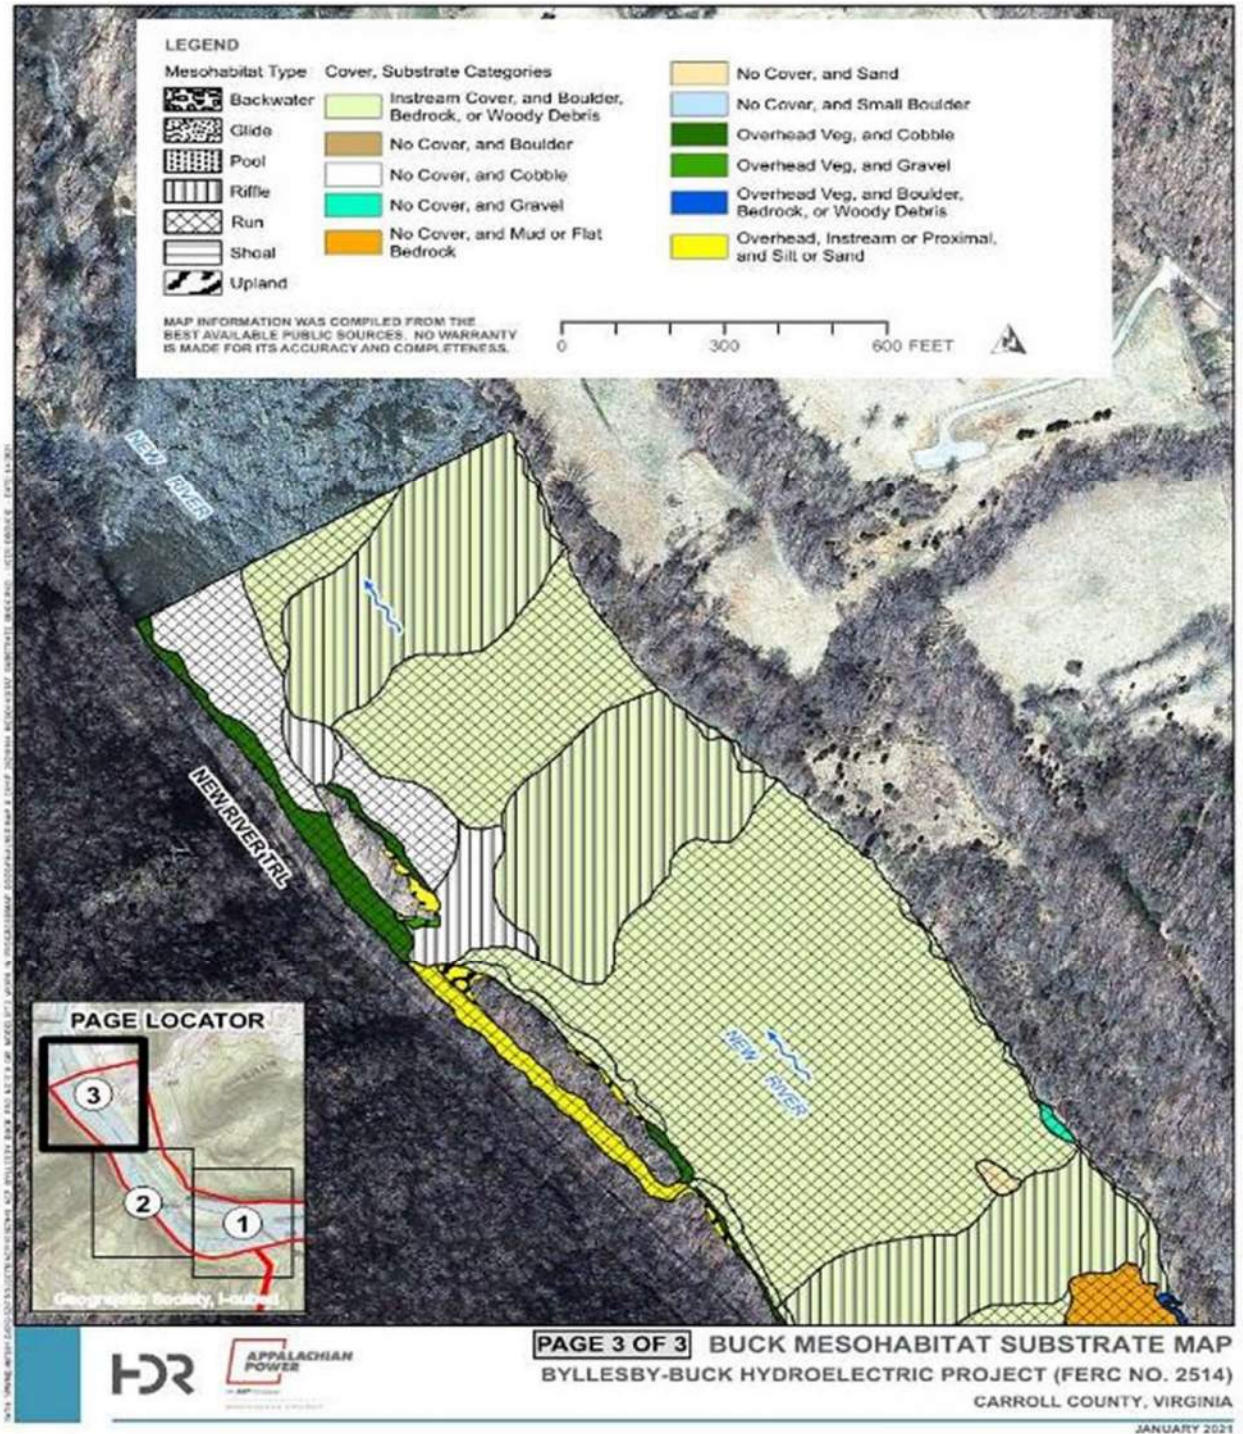 LEGEND
Mesohabitat Type
Backwater
Glide
Pool
Riffle
Run
Shoal
Upland
Cover, Substrate Categories
Instream Cover, and Boulder,
Bedrock, or Woody Debris
No Cover, and Boulder
No Cover, and Cobble
No Cover, and Gravel
No Cover, and Mud or Flat
Bedrock
No Cover, and Sand
No Cover, and Small Boulder
Overhead Veg, and Cobble
Overhead Veg, and Gravel
Overhead Veg, and Boulder,
Bedrock, or Woody Debris
Overhead, Instream or Proximal,
and Silt or Sand
MAP INFORMATION WAS COMPILED FROM THE
BEST AVAILABLE PUBLIC SOURCES. NO WARRANTY
IS MADE FOR ITS ACCURACY AND COMPLETENESS.
0 300 600 FEET
N
NEW RIVER
NEW RIVER TRL
NEW RIVER
PAGE LOCATOR
3
2
1
Geographic Society, i-cubed
HDR
APPALACHIAN
POWER
PAGE 3 OF 3
BUCK MESOHABITAT SUBSTRATE MAP
BYLLESBY-BUCK HYDROELECTRIC PROJECT (FERC NO. 2514)
CARROLL COUNTY, VIRGINIA
JANUARY 2021